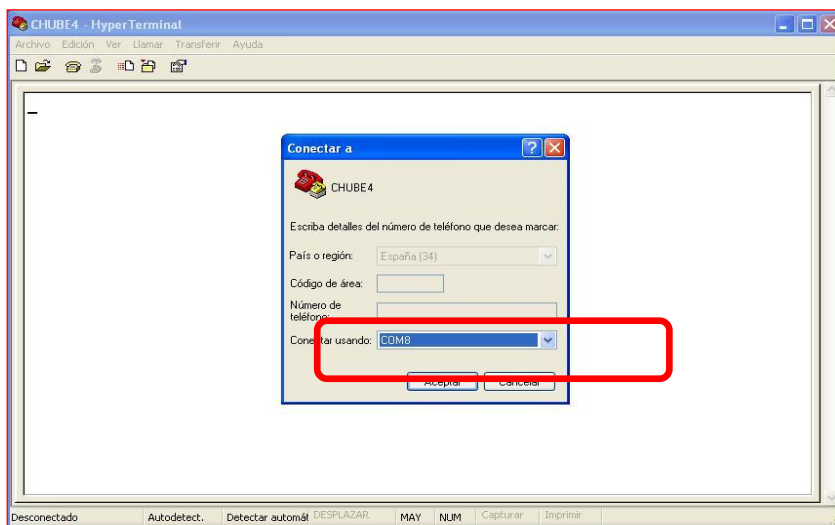 CHUBE4 - HyperTerminal
Archivo Edición Ver Llamar Transferir Ayuda
Conectar a
CHUBE4
Escriba detalles del número de teléfono que desea marcar:
País o región: España (34)
Código de área:
Número de
teléfono:
Conectar usando: COM8
Aceptar Cancelar
Desconectado Autodetect. Detectar automát DESPLAZAR MAY NUM Capturar Imprimir